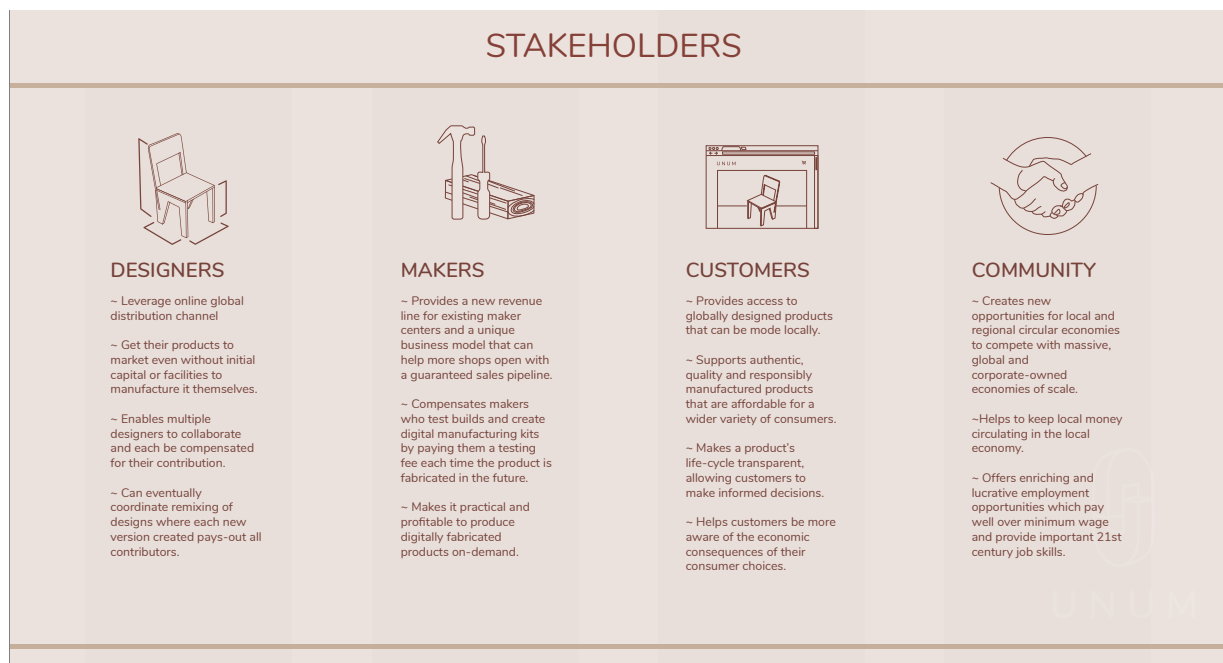 STAKEHOLDERS
UNUM
W
DESIGNERS
~ Leverage online global
distribution channel
~ Get their products to
market even without initial
capital or facilities to
manufacture it themselves.
~ Enables multiple
designers to collaborate
and each be compensated
for their contribution.
~ Can eventually
coordinate remixing of
designs where each new
version created pays-out all
contributors.
MAKERS
~ Provides a new revenue
line for existing maker
centers and a unique
business model that can
help more shops open with
a guaranteed sales pipeline.
~ Compensates makers
who test builds and create
digital manufacturing kits
by paying them a testing
fee each time the product is
fabricated in the future.
~ Makes it practical and
profitable to produce
digitally fabricated
products on-demand.
CUSTOMERS
~ Provides access to
globally designed products
that can be mode locally.
~ Supports authentic,
quality and responsibly
manufactured products
that are affordable for a
wider variety of consumers.
~ Makes a product's
life-cycle transparent,
allowing customers to
make informed decisions.
~ Helps customers be more
aware of the economic
consequences of their
consumer choices.
COMMUNITY
~ Creates new
opportunities for local and
regional circular economies
to compete with massive,
global and
corporate-owned
economies of scale.
~Helps to keep local money
circulating in the local
economy.
~ Offers enriching and
lucrative employment
opportunities which pay
well over minimum wage
and provide important 21st
century job skills.
UNUM